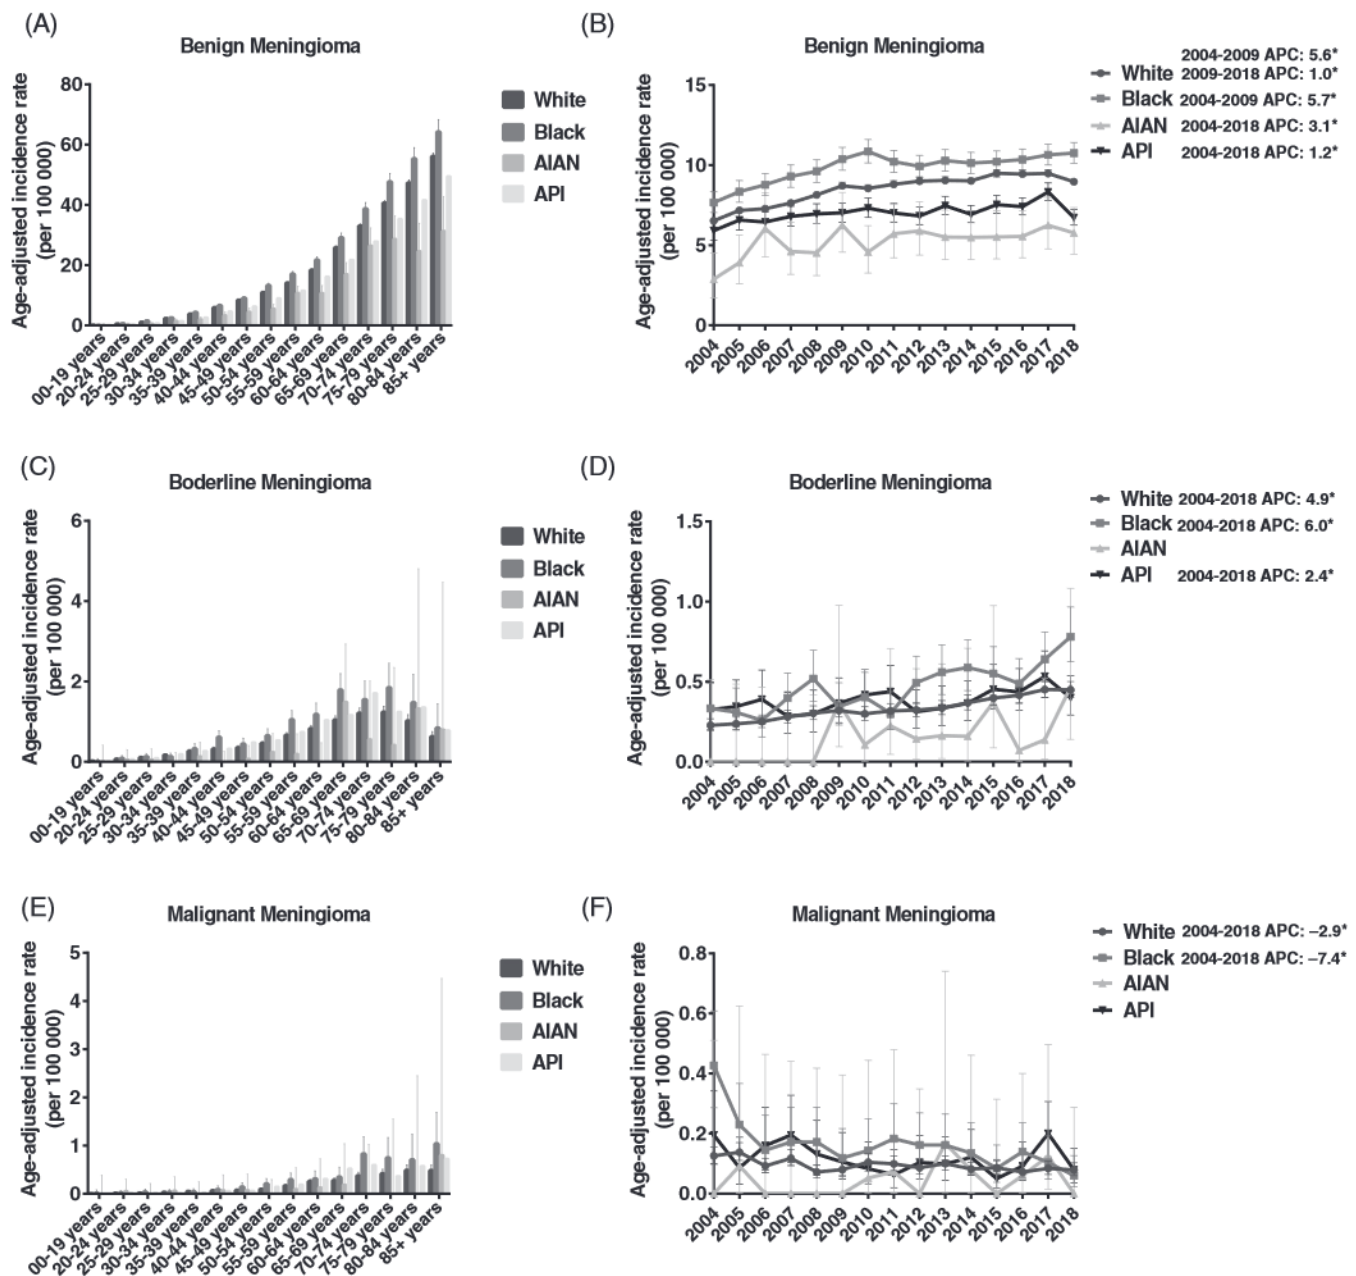 (A)
Benign Meningioma
Age-adjusted incidence rate
(per 100 000)
80
60
40
20
0
00-19 years
20-24 years
25-29 years
30-34 years
35-39 years
40-44 years
45-49 years
50-54 years
55-59 years
60-64 years
65-69 years
70-74 years
75-79 years
80-84 years
85+ years
White
Black
AIAN
API
(B)
Benign Meningioma
Age-adjusted incidence rate
(per 100 000)
15
10
5
0
2004
2005
2006
2007
2008
2009
2010
2011
2012
2013
2014
2015
2016
2017
2018
2004-2009 APC: 5.6*
White 2009-2018 APC: 1.0*
Black 2004-2009 APC: 5.7*
AIAN 2004-2018 APC: 3.1*
API 2004-2018 APC: 1.2*
(C)
Boderline Meningioma
Age-adjusted incidence rate
(per 100 000)
6
4
2
0
00-19 years
20-24 years
25-29 years
30-34 years
35-39 years
40-44 years
45-49 years
50-54 years
55-59 years
60-64 years
65-69 years
70-74 years
75-79 years
80-84 years
85+ years
White
Black
AIAN
API
(D)
Boderline Meningioma
Age-adjusted incidence rate
(per 100 000)
1.5
1.0
0.5
0.0
2004
2005
2006
2007
2008
2009
2010
2011
2012
2013
2014
2015
2016
2017
2018
White 2004-2018 APC: 4.9*
Black 2004-2018 APC: 6.0*
AIAN
API 2004-2018 APC: 2.4*
(E)
Malignant Meningioma
Age-adjusted incidence rate
(per 100 000)
5
4
3
2
1
0
00-19 years
20-24 years
25-29 years
30-34 years
35-39 years
40-44 years
45-49 years
50-54 years
55-59 years
60-64 years
65-69 years
70-74 years
75-79 years
80-84 years
85+ years
White
Black
AIAN
API
(F)
Malignant Meningioma
Age-adjusted incidence rate
(per 100 000)
0.8
0.6
0.4
0.2
0.0
2004
2005
2006
2007
2008
2009
2010
2011
2012
2013
2014
2015
2016
2017
2018
White 2004-2018 APC: −2.9*
Black 2004-2018 APC: −7.4*
AIAN
API